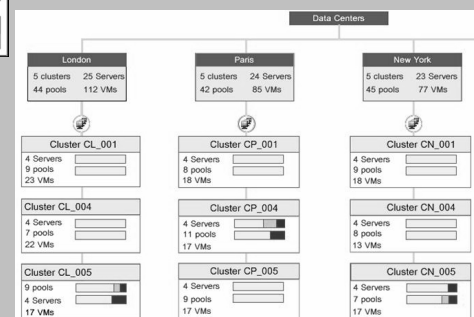 Data Centers
London
5 clusters 25 Servers
44 pools 112 VMs
Paris
5 clusters 24 Servers
42 pools 85 VMs
New York
5 clusters 23 Servers
45 pools 77 VMs
Cluster CL_001
4 Servers
9 pools
23 VMs
Cluster CP_001
4 Servers
8 pools
18 VMs
Cluster CN_001
4 Servers
9 pools
18 VMs
Cluster CL_004
4 Servers
7 pools
22 VMs
Cluster CP_004
4 Servers
11 pools
17 VMs
Cluster CN_004
4 Servers
8 pools
13 VMs
Cluster CL_005
9 pools
4 Servers
17 VMs
Cluster CP_005
4 Servers
9 pools
17 VMs
Cluster CN_005
4 Servers
7 pools
17 VMs